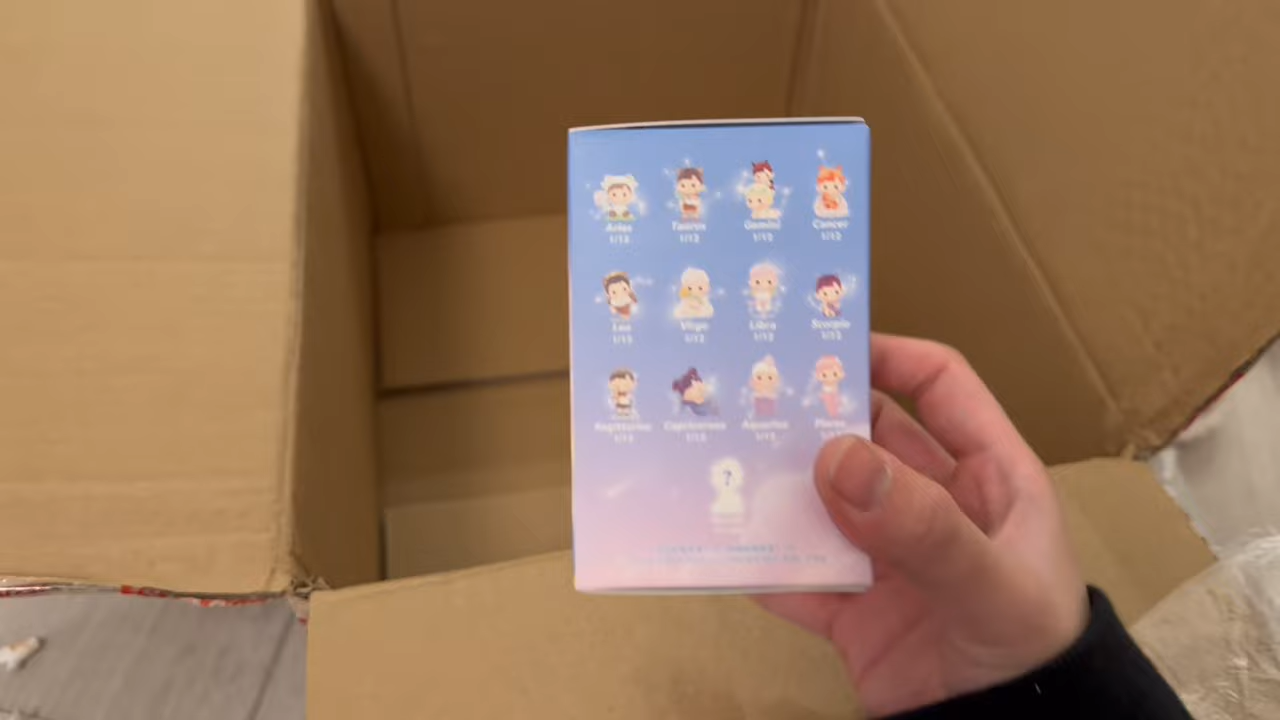 Aries Taurus Gemini Cancer
1/12 1/12 1/12 1/12
Leo Virgo Libra Scorpio
1/12 1/12 1/12 1/12
Sagittarius Capricornus Aquarius Pisces
1/12 1/12 1/12
?